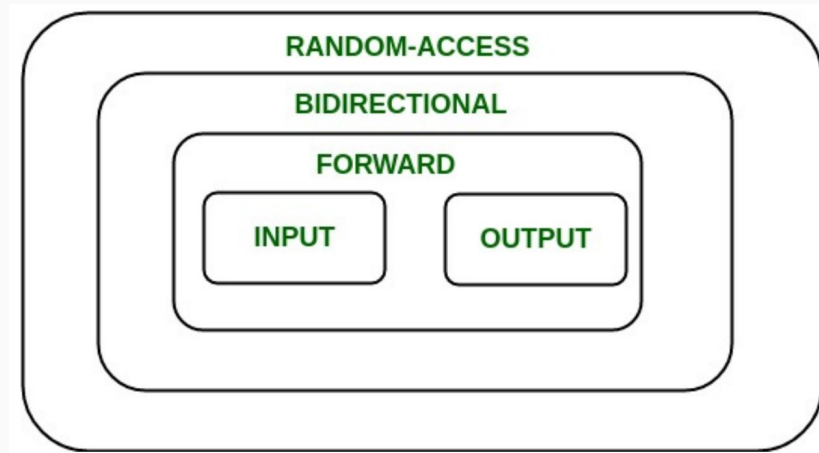 RANDOM-ACCESS
BIDIRECTIONAL
FORWARD
INPUT
OUTPUT